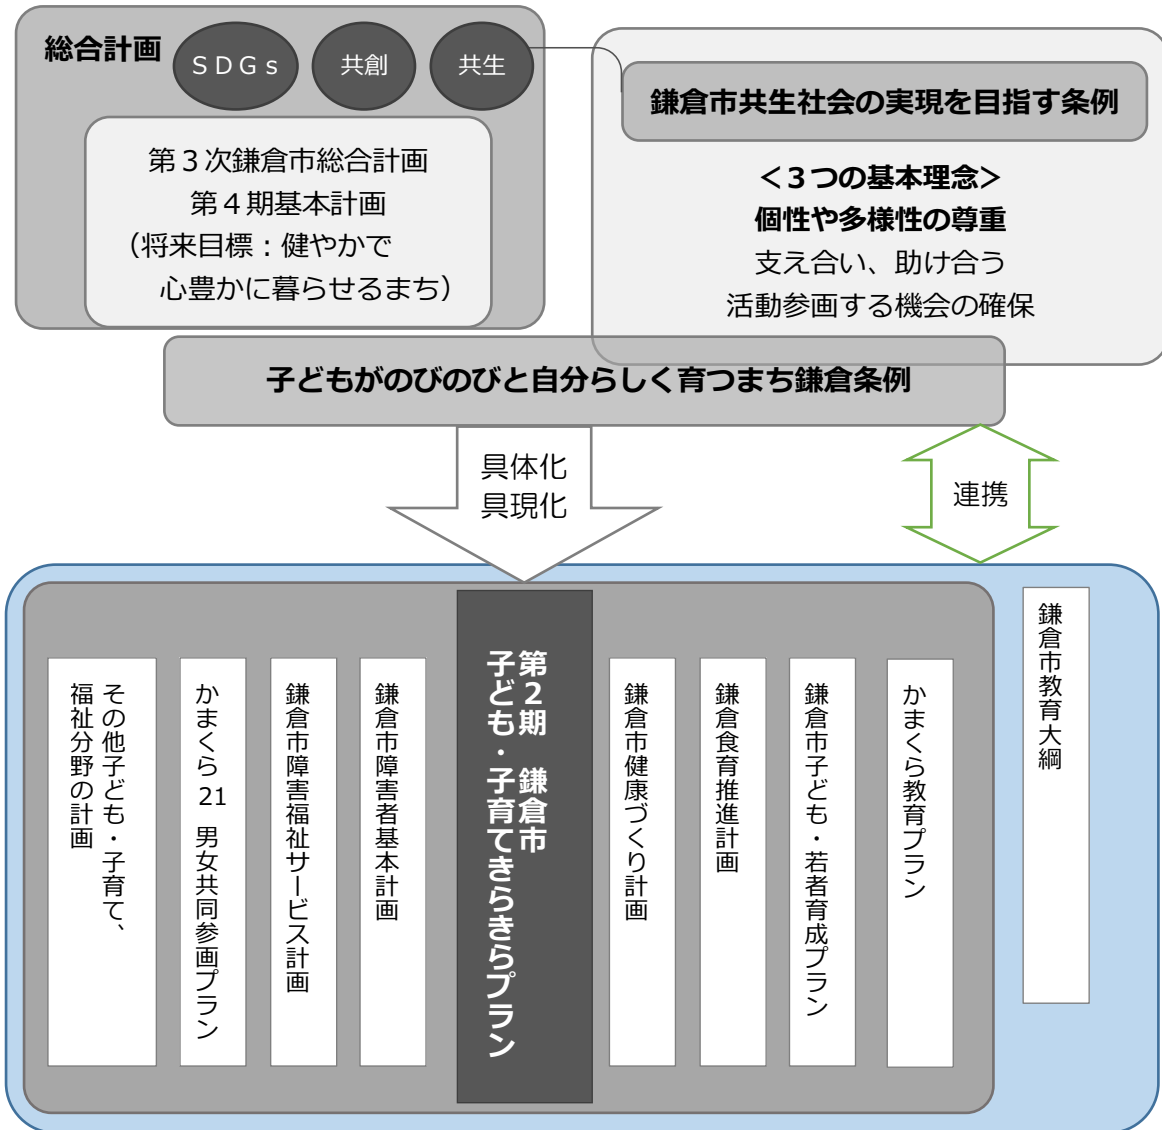 総合計画
ＳＤＧｓ
共創
共生
第３次鎌倉市総合計画
第４期基本計画
（将来目標：健やかで
心豊かに暮らせるまち）
鎌倉市共生社会の実現を目指す条例
＜３つの基本理念＞
個性や多様性の尊重
支え合い、助け合う
活動参画する機会の確保
子どもがのびのびと自分らしく育つまち鎌倉条例
具体化
具現化
連携
その他子ども・子育て、
福祉分野の計画
かまくら 21 男女共同参画プラン
鎌倉市障害福祉サービス計画
鎌倉市障害者基本計画
第２期　鎌倉市
子ども・子育てきらきらプラン
鎌倉市健康づくり計画
鎌倉食育推進計画
鎌倉市子ども・若者育成プラン
かまくら教育プラン
鎌倉市教育大綱